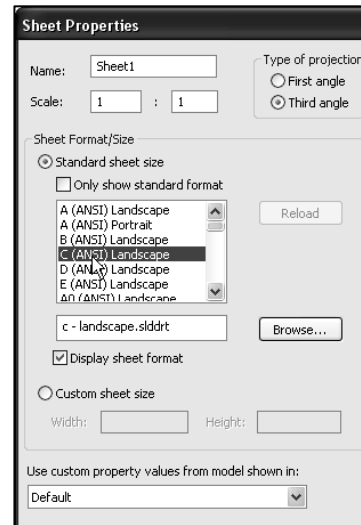 Sheet Properties
Name: Sheet1
Type of projection
First angle
Scale: 1 : 1
Third angle
Sheet Format/Size
Standard sheet size
Only show standard format
A (ANSI) Landscape
Reload
A (ANSI) Portrait
B (ANSI) Landscape
C (ANSI) Landscape
D (ANSI) Landscape
E (ANSI) Landscape
A0 (ANSI) Landscape
c - landscape.slddrt
Browse...
Display sheet format
Custom sheet size
Width: Height:
Use custom property values from model shown in:
Default